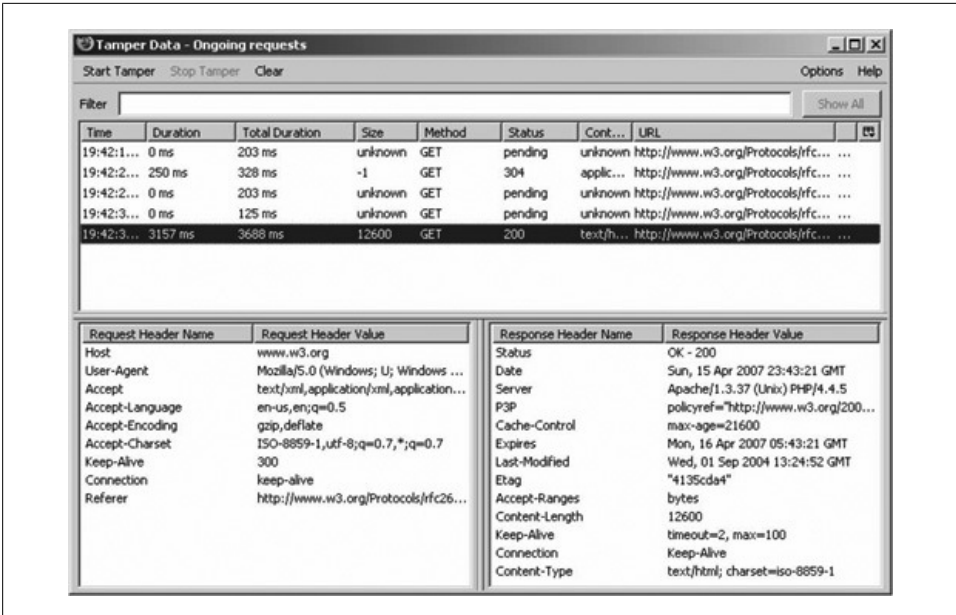 Tamper Data - Ongoing requests
Start Tamper Stop Tamper Clear Options Help
Filter Show All
Time Duration Total Duration Size Method Status Cont... URL
19:42:1... 0 ms 203 ms unknown GET pending unknown http://www.w3.org/Protocols/rfc... ...
19:42:2... 250 ms 328 ms -1 GET 304 applic... http://www.w3.org/Protocols/rfc... ...
19:42:2... 0 ms 203 ms unknown GET pending unknown http://www.w3.org/Protocols/rfc... ...
19:42:3... 0 ms 125 ms unknown GET pending unknown http://www.w3.org/Protocols/rfc... ...
19:42:3... 3157 ms 3688 ms 12600 GET 200 text/h... http://www.w3.org/Protocols/rfc... ...
Request Header Name Request Header Value
Host www.w3.org
User-Agent Mozilla/5.0 (Windows; U; Windows ...
Accept text/xml,application/xml,application...
Accept-Language en-us,en;q=0.5
Accept-Encoding gzip,deflate
Accept-Charset ISO-8859-1,utf-8;q=0.7,*;q=0.7
Keep-Alive 300
Connection keep-alive
Referer http://www.w3.org/Protocols/rfc26...
Response Header Name Response Header Value
Status OK - 200
Date Sun, 15 Apr 2007 23:43:21 GMT
Server Apache/1.3.37 (Unix) PHP/4.4.5
P3P policyref="http://www.w3.org/200...
Cache-Control max-age=21600
Expires Mon, 16 Apr 2007 05:43:21 GMT
Last-Modified Wed, 01 Sep 2004 13:24:52 GMT
Etag "4135cda4"
Accept-Ranges bytes
Content-Length 12600
Keep-Alive timeout=2, max=100
Connection Keep-Alive
Content-Type text/html; charset=iso-8859-1